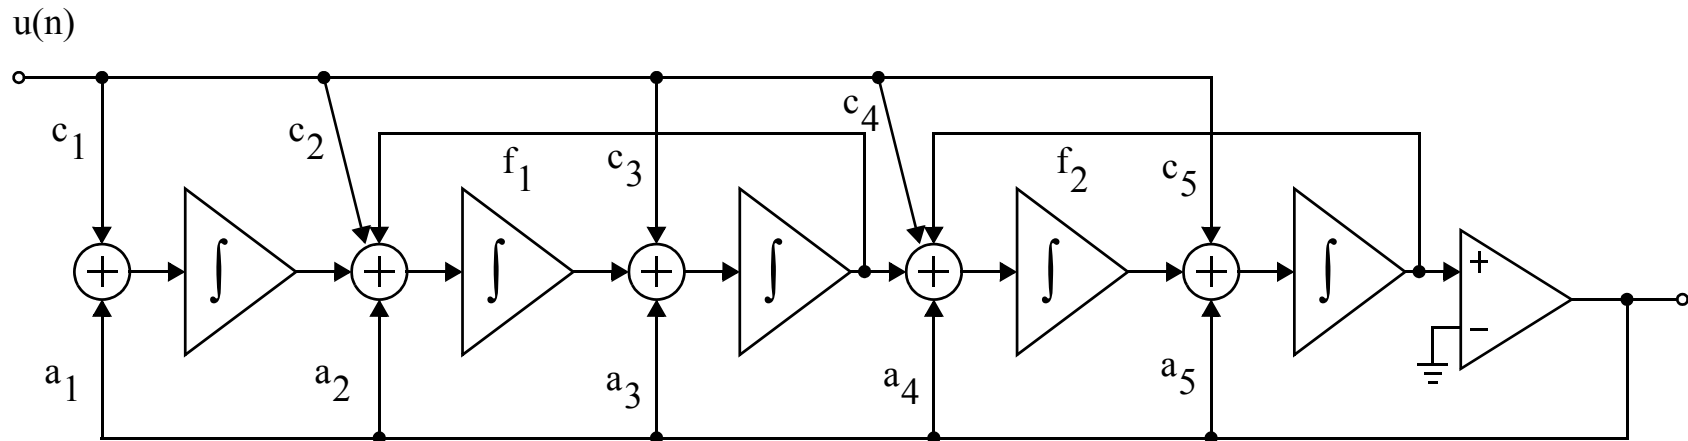 u(n)
c1 c2 f1 c3 c4 f2 c5
∫ ∫ ∫ ∫ ∫
+ + + + + +
−
a1 a2 a3 a4 a5